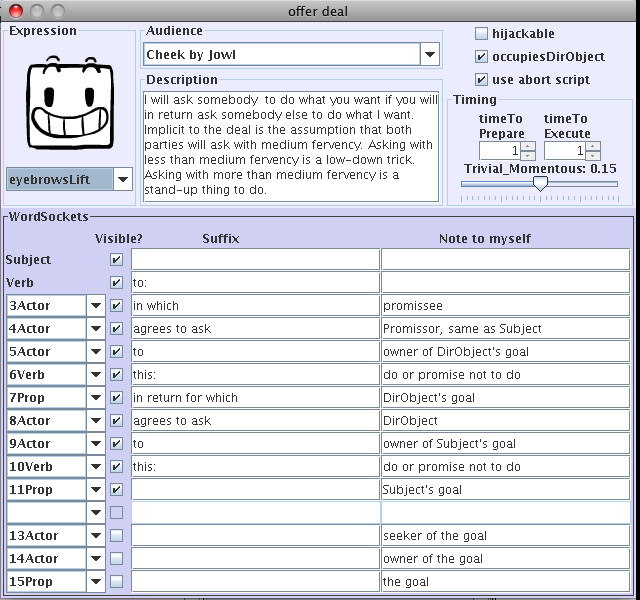 offer deal
Expression
eyebrowsLift
Audience
Cheek by Jowl
Description
I will ask somebody to do what you want if you will
in return ask somebody else to do what I want.
Implicit to the deal is the assumption that both
parties will ask with medium fervency. Asking with
less than medium fervency is a low-down trick.
Asking with more than medium fervency is a
stand-up thing to do.
hijackable
occupiesDirObject
use abort script
Timing
timeTo timeTo
Prepare Execute
1 1
Trivial_Momentous: 0.15
WordSockets
Visible? Suffix Note to myself
Subject
Verb to:
3Actor in which promissee
4Actor agrees to ask Promissor, same as Subject
5Actor to owner of DirObject's goal
6Verb this: do or promise not to do
7Prop in return for which DirObject's goal
8Actor agrees to ask DirObject
9Actor to owner of Subject's goal
10Verb this: do or promise not to do
11Prop Subject's goal
13Actor seeker of the goal
14Actor owner of the goal
15Prop the goal